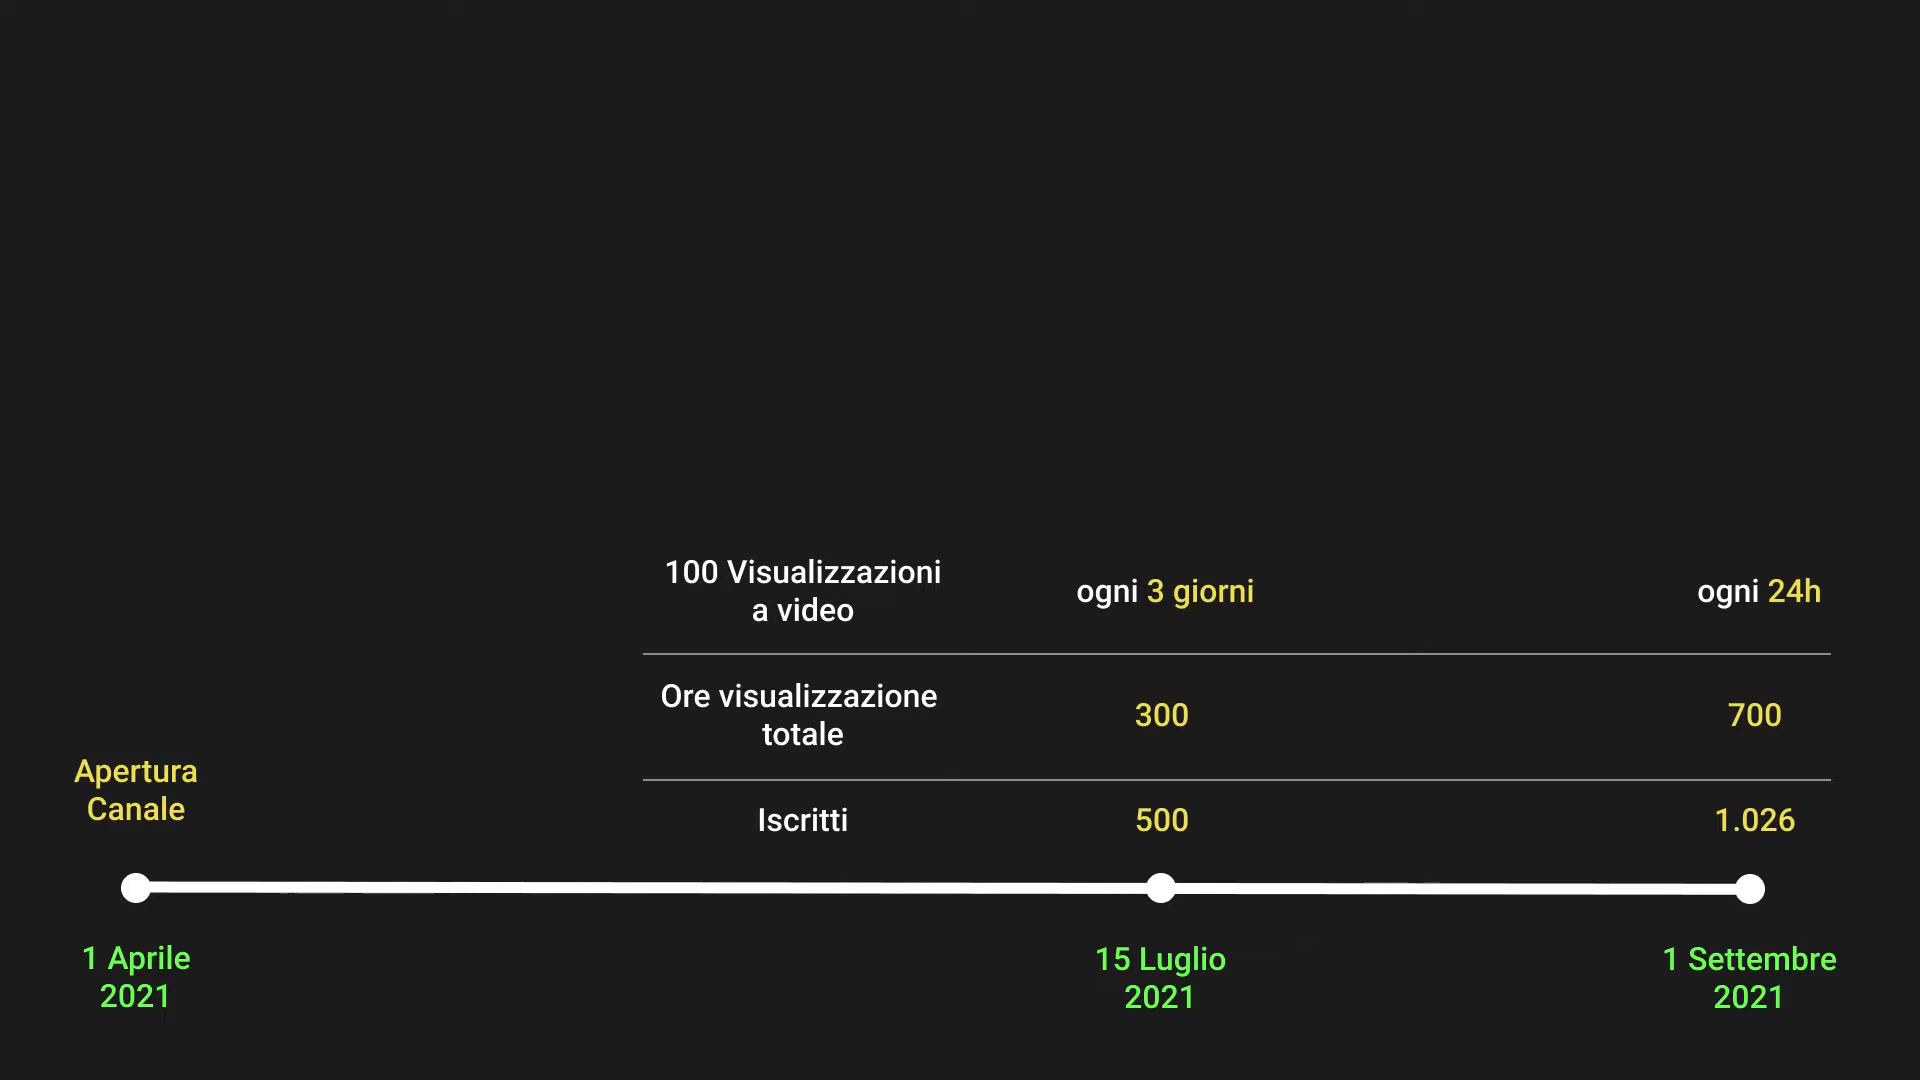 100 Visualizzazioni
a video
ogni 3 giorni
ogni 24h
Ore visualizzazione
totale
300
700
Apertura
Canale
Iscritti
500
1.026
1 Aprile
2021
15 Luglio
2021
1 Settembre
2021